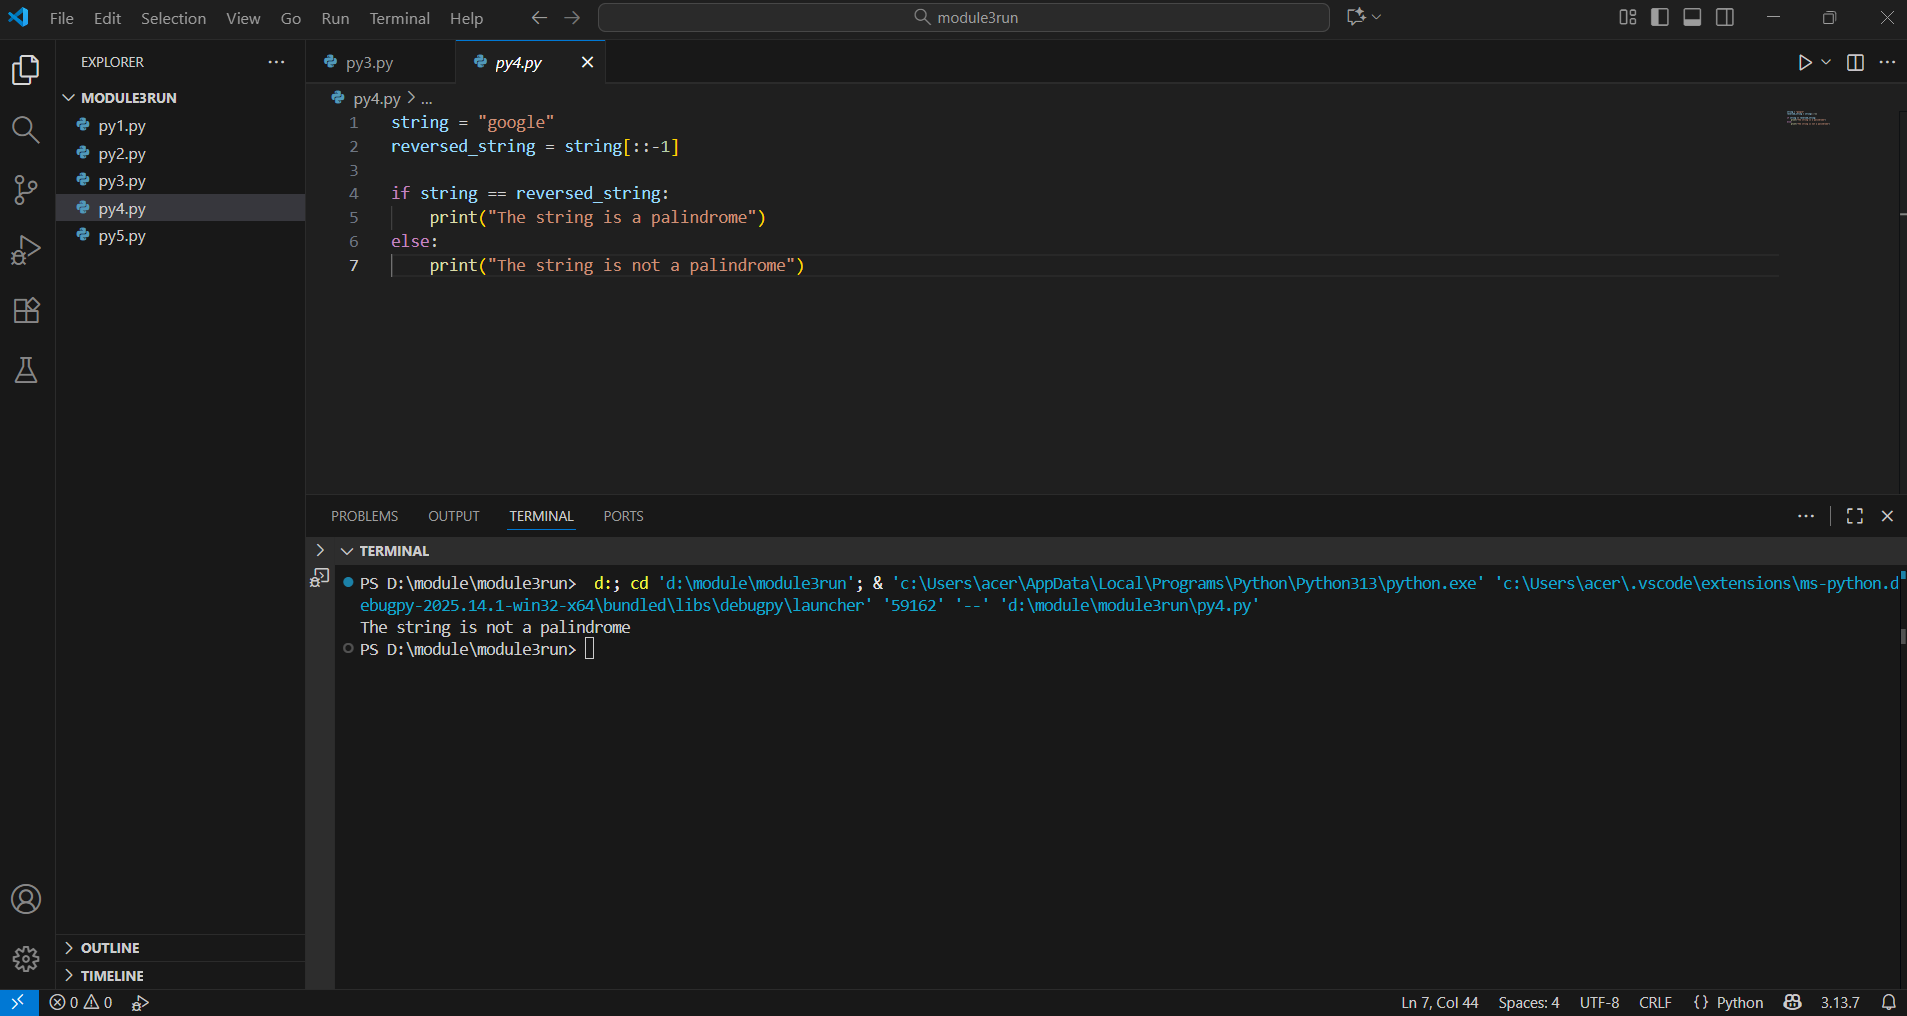 File Edit Selection View Go Run Terminal Help module3run
EXPLORER
MODULE3RUN
py1.py
py2.py
py3.py
py4.py
py5.py
OUTLINE
TIMELINE
py3.py py4.py
py4.py > ...
1 string = "google"
2 reversed_string = string[::-1]
3
4 if string == reversed_string:
5     print("The string is a palindrome")
6 else:
7     print("The string is not a palindrome")
PROBLEMS OUTPUT TERMINAL PORTS
TERMINAL
PS D:\module\module3run>  d:; cd 'd:\module\module3run'; & 'c:\Users\acer\AppData\Local\Programs\Python\Python313\python.exe' 'c:\Users\acer\.vscode\extensions\ms-python.d
ebugpy-2025.14.1-win32-x64\bundled\libs\debugpy\launcher' '59162' '--' 'd:\module\module3run\py4.py'
The string is not a palindrome
PS D:\module\module3run>
0 0 Ln 7, Col 44 Spaces: 4 UTF-8 CRLF {} Python 3.13.7